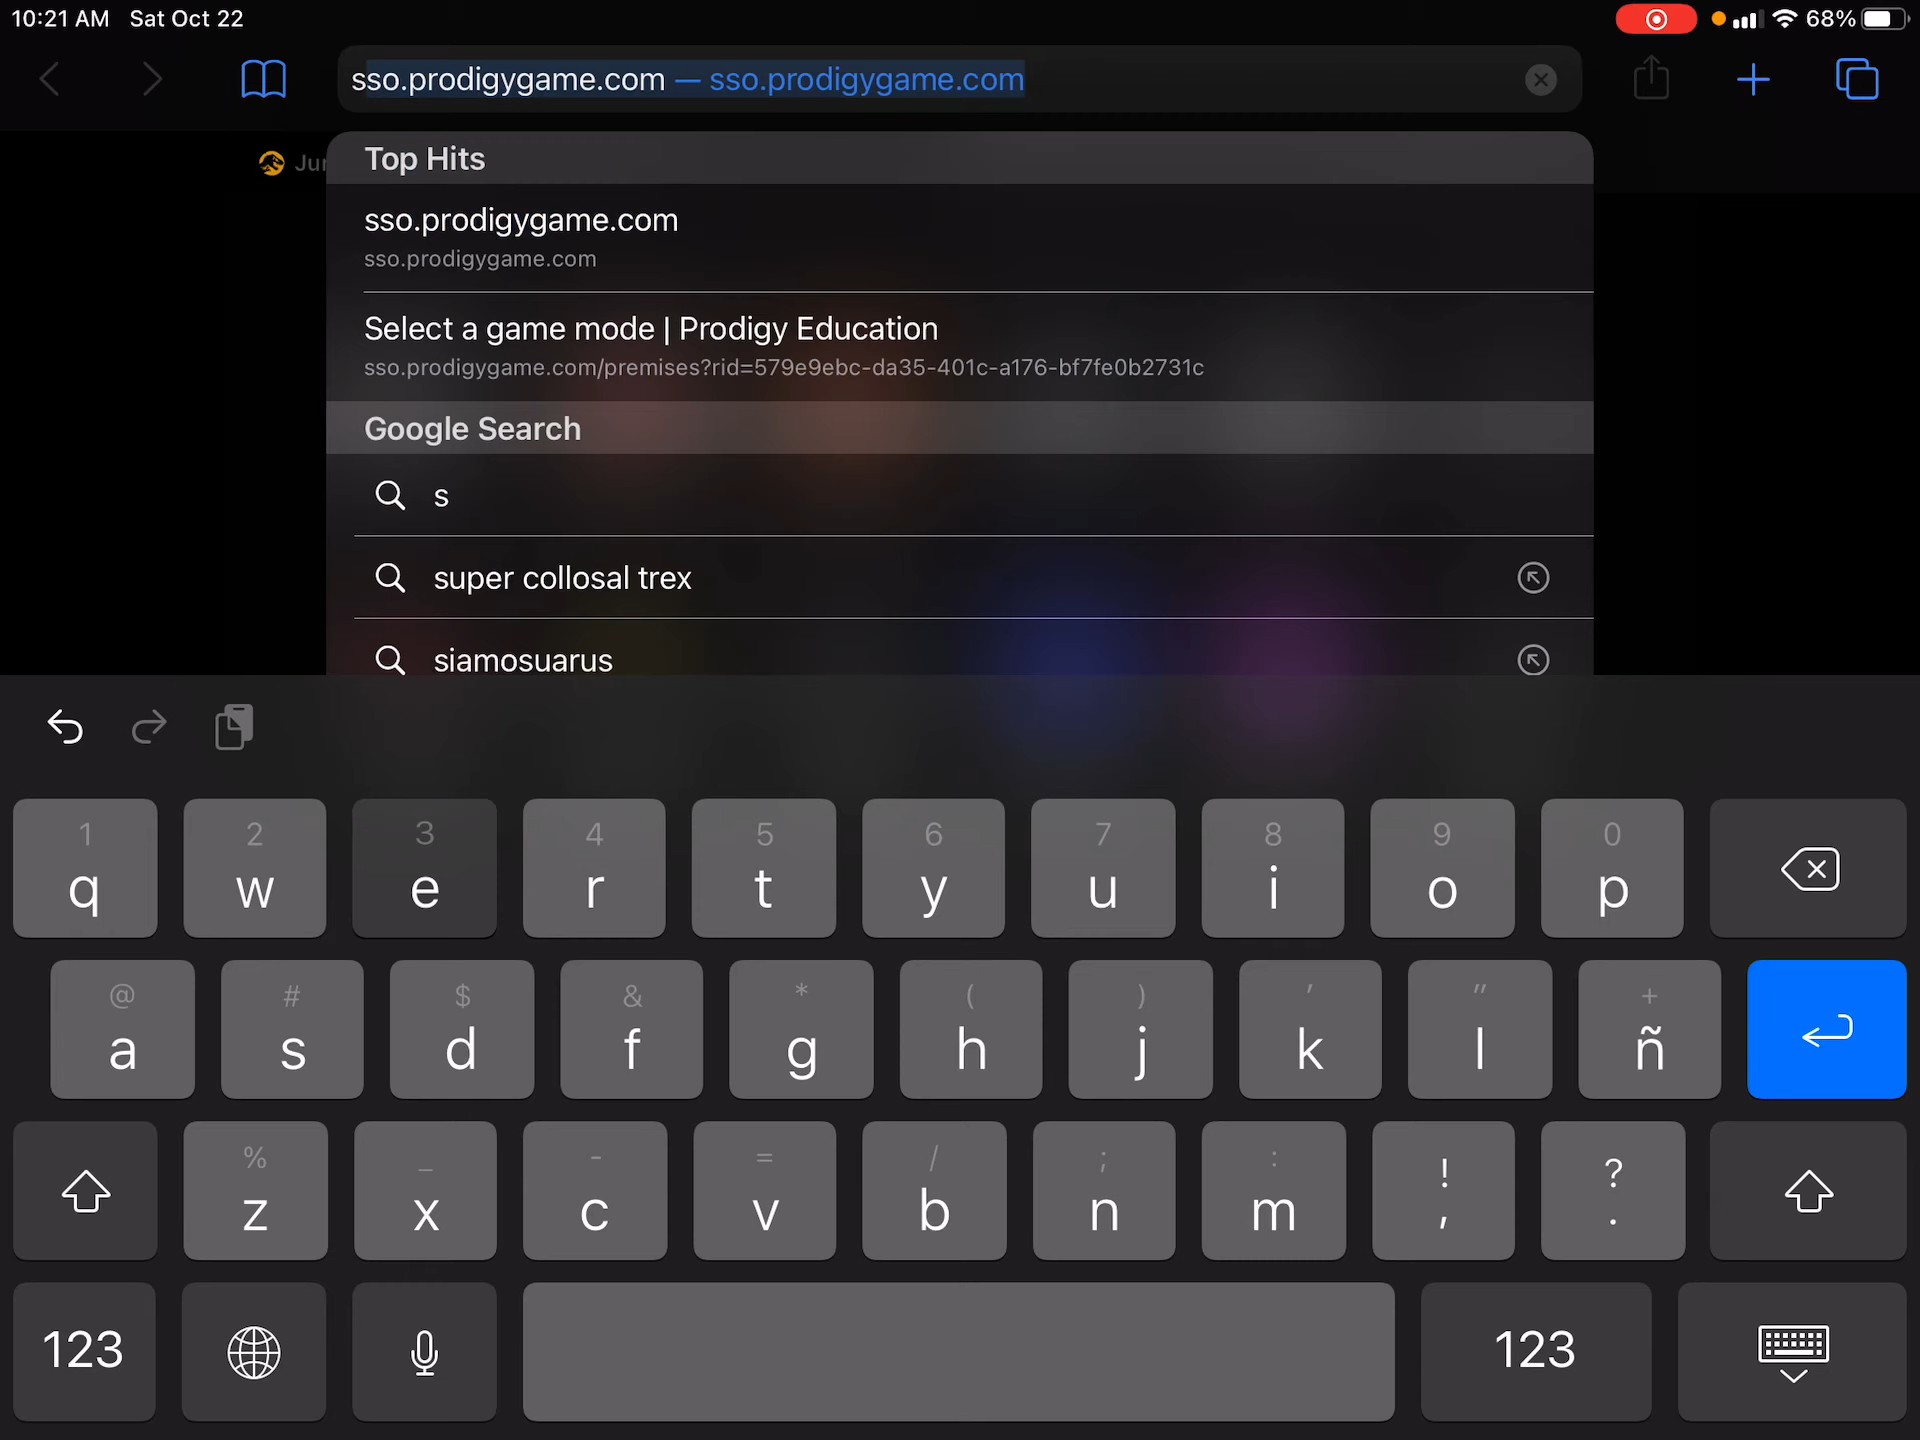 10:21 AM Sat Oct 22 68%
sso.prodigygame.com — sso.prodigygame.com
Top Hits
sso.prodigygame.com
sso.prodigygame.com
Select a game mode | Prodigy Education
sso.prodigygame.com/premises?rid=579e9ebc-da35-401c-a176-bf7fe0b2731c
Google Search
s
super collosal trex
siamosuarus
1 2 3 4 5 6 7 8 9 0
q w e r t y u i o p
@ # $ & * ( ) ' " +
a s d f g h j k l ñ
% _ - = / ; : ! ?
z x c v b n m , .
123 123